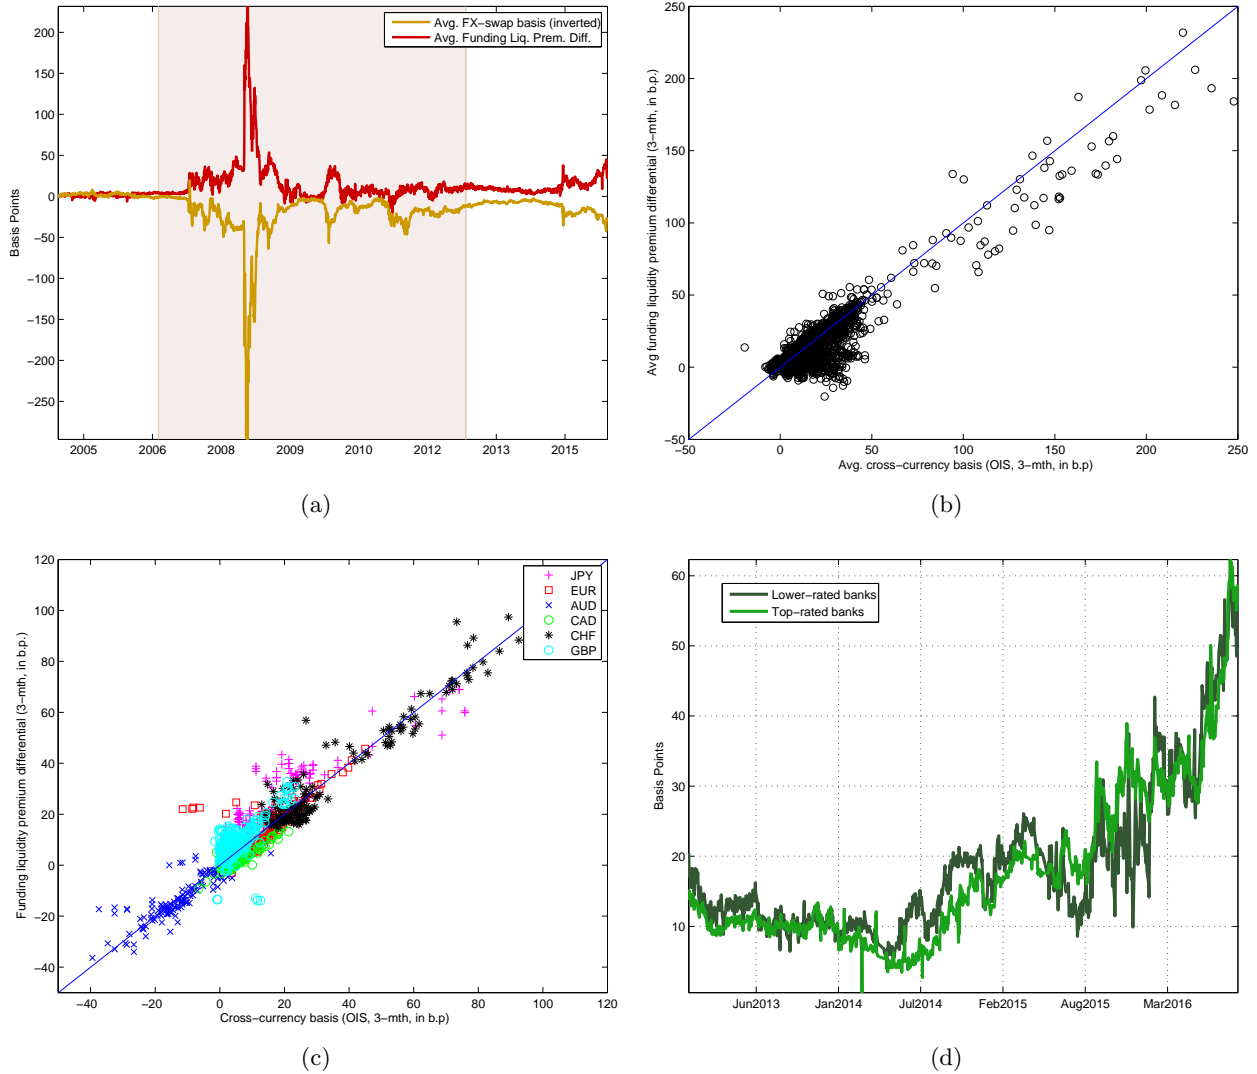 Avg. FX−swap basis (inverted)
Avg. Funding Liq. Prem. Diff.
Basis Points
200
150
100
50
0
−50
−100
−150
−200
−250
2005 2006 2008 2009 2010 2012 2013 2015
(a)
Avg funding liquidity premium differential (3−mth, in b.p.)
250
200
150
100
50
0
−50
−50 0 50 100 150 200 250
Avg. cross−currency basis (OIS, 3−mth, in b.p)
(b)
JPY
EUR
AUD
CAD
CHF
GBP
Funding liquidity premium differential (3−mth, in b.p.)
120
100
80
60
40
20
0
−20
−40
−40 −20 0 20 40 60 80 100 120
Cross−currency basis (OIS, 3−mth, in b.p)
(c)
Lower−rated banks
Top−rated banks
Basis Points
60
50
40
30
20
10
Jun2013 Jan2014 Jul2014 Feb2015 Aug2015 Mar2016
(d)